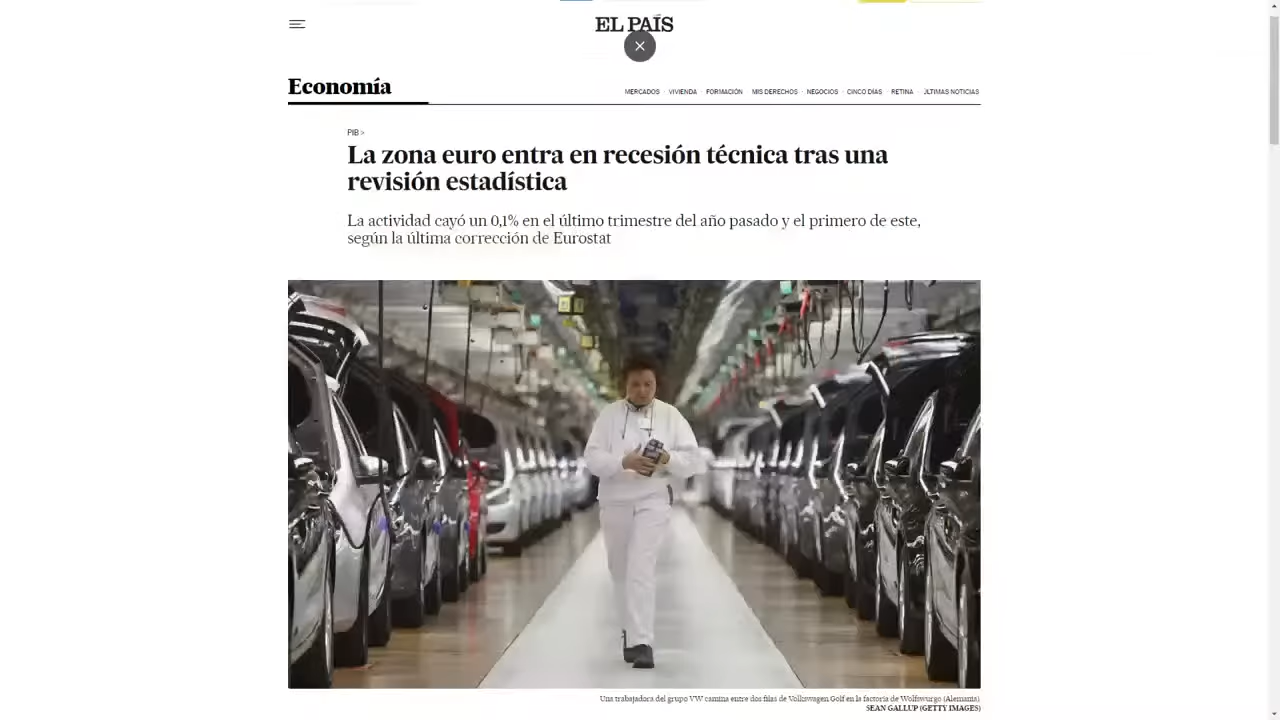 EL PAÍS
Economía
MERCADOS · VIVIENDA · FORMACIÓN MIS DERECHOS · NEGOCIOS · CINCO DÍAS RETINA ÚLTIMAS NOTICIAS
PIB >
La zona euro entra en recesión técnica tras una
revisión estadística
La actividad cayó un 0,1% en el último trimestre del año pasado y el primero de este,
según la última corrección de Eurostat
Una trabajadora del grupo VW camina entre dos filas de Volkswagen Golf en la factoría de Wolfswurgo (Alemania)
SEAN GALLUP (GETTY IMAGES)